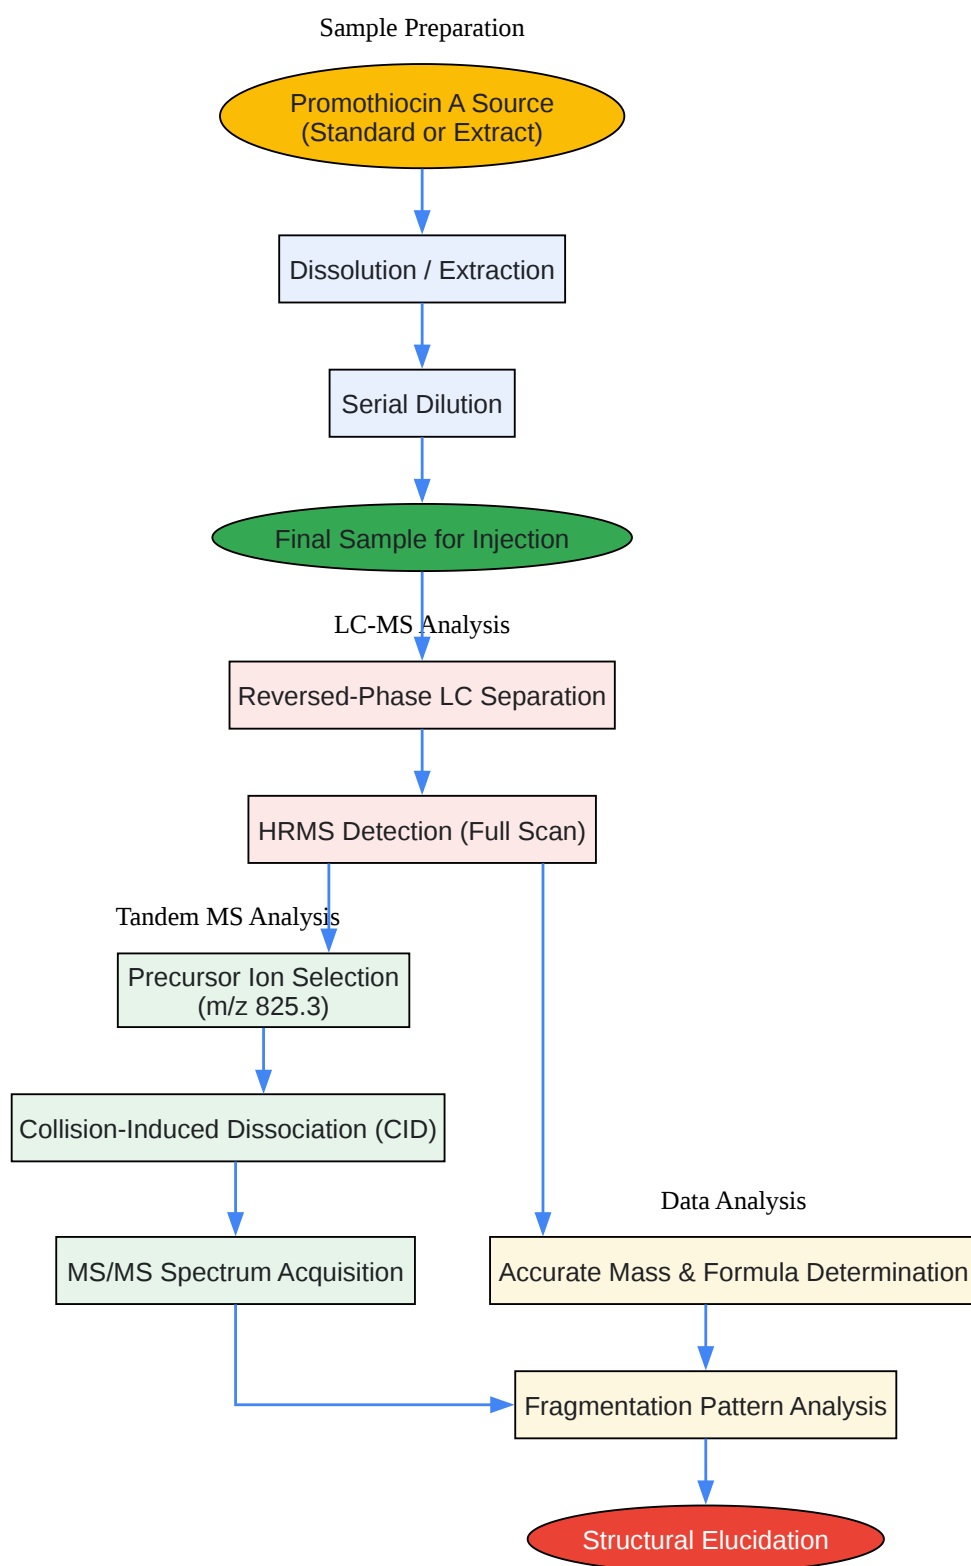 Sample Preparation
Promothiocin A Source
(Standard or Extract)
Dissolution / Extraction
Serial Dilution
Final Sample for Injection
LC-MS Analysis
Reversed-Phase LC Separation
HRMS Detection (Full Scan)
Tandem MS Analysis
Precursor Ion Selection
(m/z 825.3)
Collision-Induced Dissociation (CID)
MS/MS Spectrum Acquisition
Data Analysis
Accurate Mass & Formula Determination
Fragmentation Pattern Analysis
Structural Elucidation